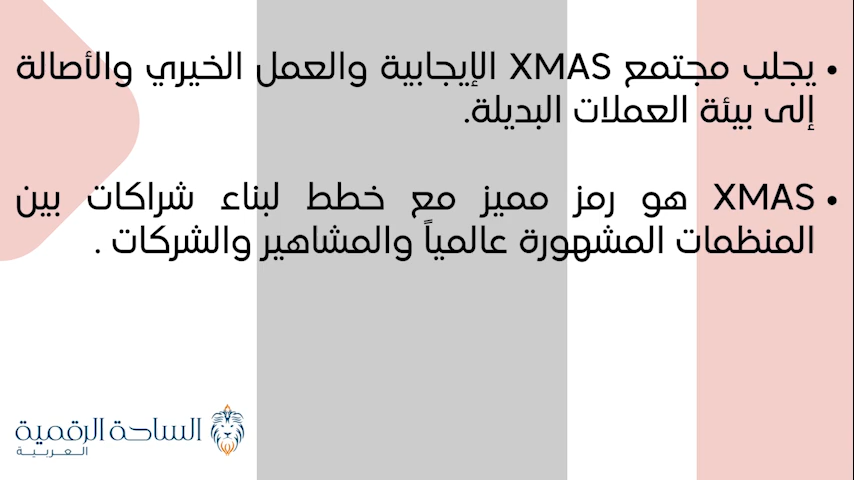 • يجلب مجتمع XMAS الإيجابية والعمل الخيري والأصالة
إلى بيئة العملات البديلة.
• XMAS هو رمز مميز مع خطط لبناء شراكات بين
المنظمات المشهورة عالمياً والمشاهير والشركات .
الساحة الرقمية
العربية